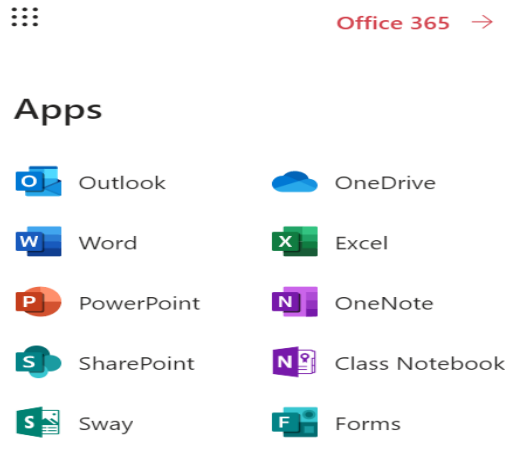 Office 365 →
Apps
Outlook
OneDrive
Word
Excel
PowerPoint
OneNote
SharePoint
Class Notebook
Sway
Forms